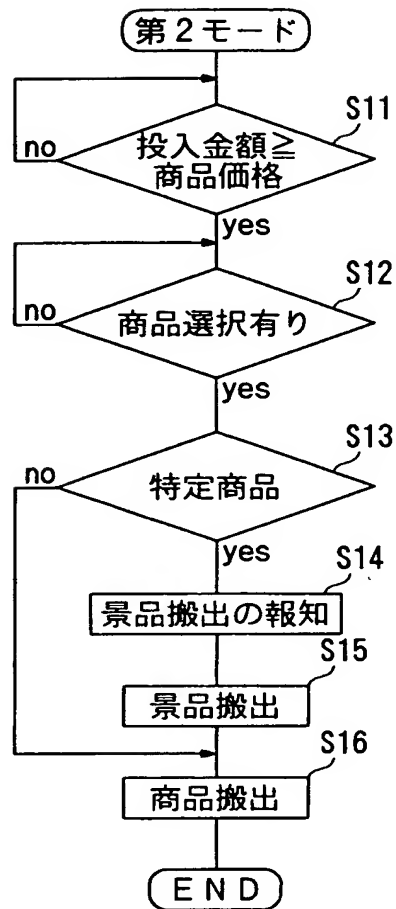 第2モード
S11
投入金額≧
商品価格
no
yes
S12
商品選択有り
no
yes
S13
特定商品
no
yes
S14
景品搬出の報知
S15
景品搬出
S16
商品搬出
END